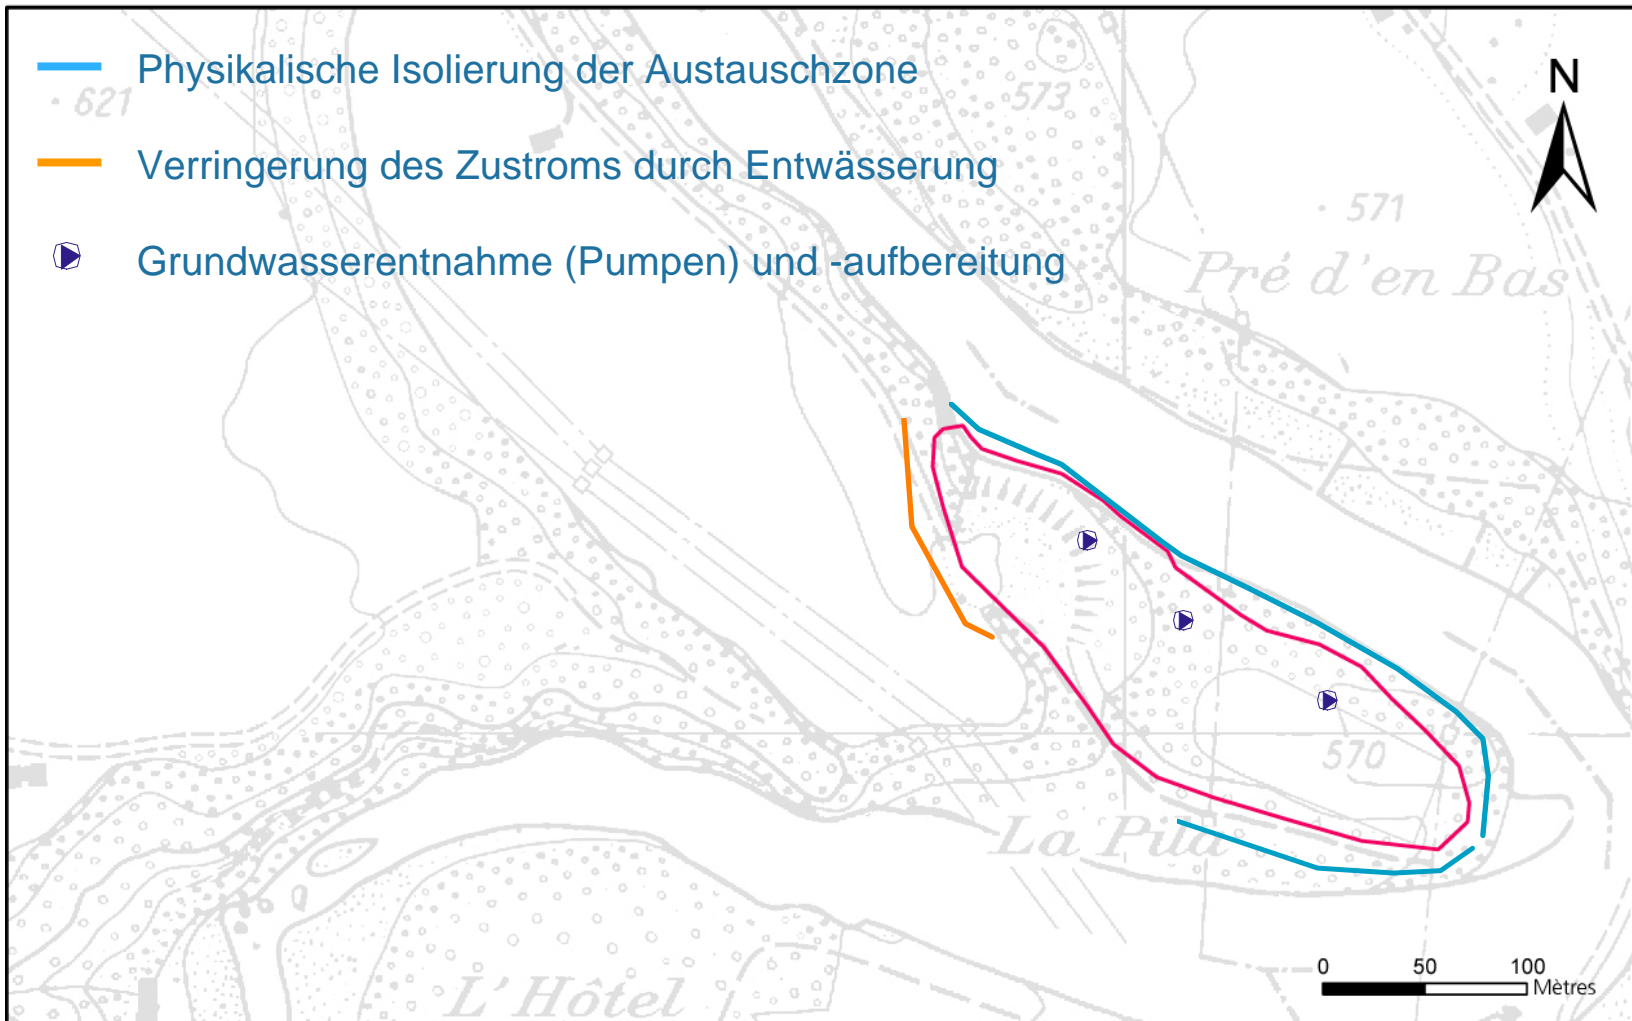 Physikalische Isolierung der Austauschzone
621
573
N
Verringerung des Zustroms durch Entwässerung
571
Grundwasserentnahme (Pumpen) und -aufbereitung
Pré d'en Bas
570
La Pila
0 50 100
Mètres
L'Hôtel